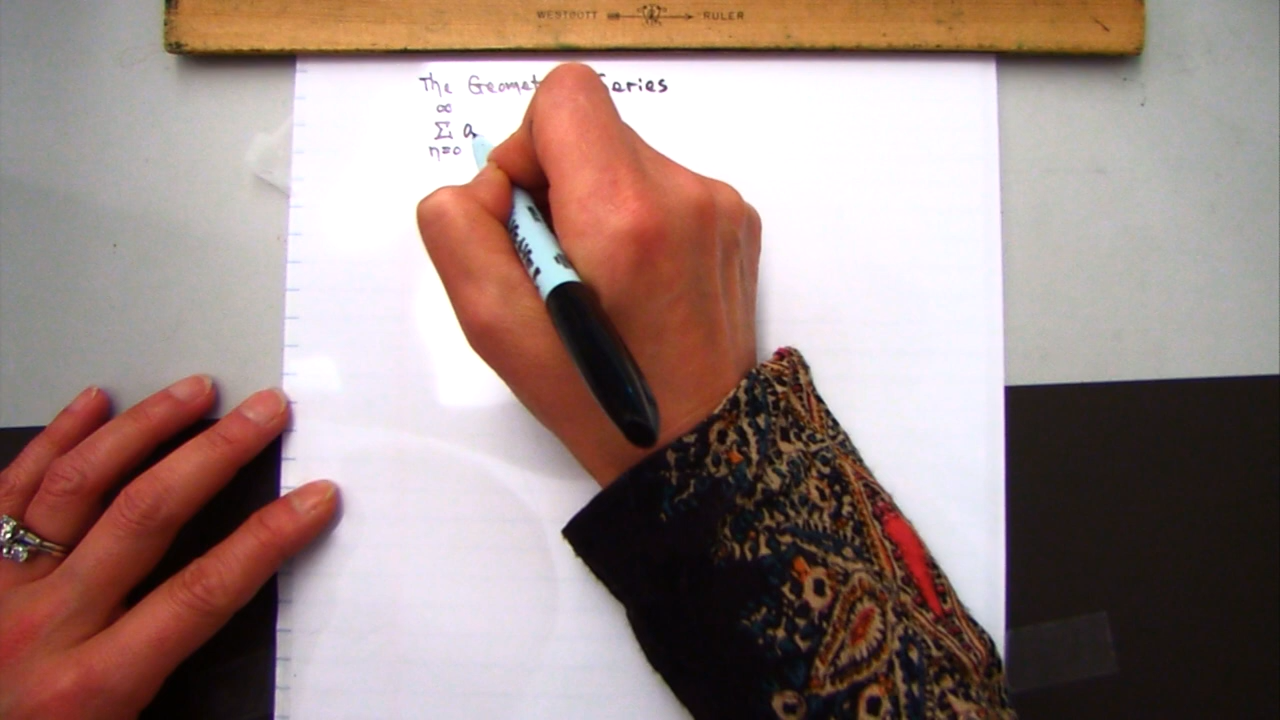 WESTCOTT RULER
The Geomet Series
∞
Σ a
n=0